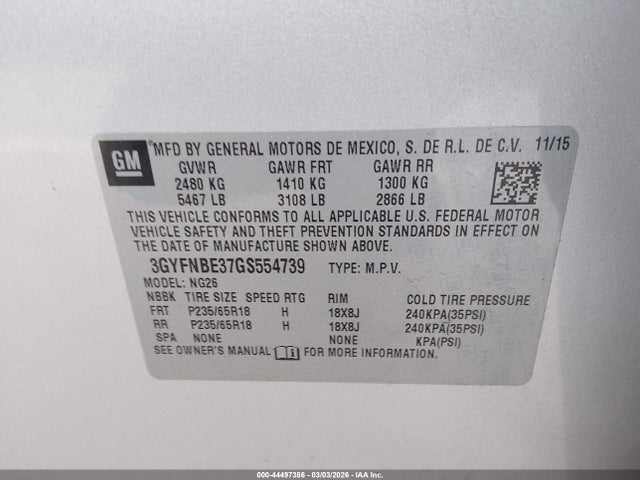 GM ®MFD BY GENERAL MOTORS DE MEXICO, S. DE R.L. DE C.V. 11/15
GVWR GAWR FRT GAWR RR
2480 KG 1410 KG 1300 KG
5467 LB 3108 LB 2866 LB
THIS VEHICLE CONFORMS TO ALL APPLICABLE U.S. FEDERAL MOTOR
VEHICLE SAFETY AND THEFT PREVENTION STANDARDS IN EFFECT ON
THE DATE OF MANUFACTURE SHOWN ABOVE.
3GYFNBE37GS554739 TYPE: M.P.V.
MODEL: NG26
NBBK TIRE SIZE SPEED RTG RIM COLD TIRE PRESSURE
FRT P235/65R18 H 18X8J 240KPA(35PSI)
RR P235/65R18 H 18X8J 240KPA(35PSI)
SPA NONE NONE KPA(PSI)
SEE OWNER'S MANUAL i FOR MORE INFORMATION.
000-44497386 - 03/03/2026 - IAA Inc.